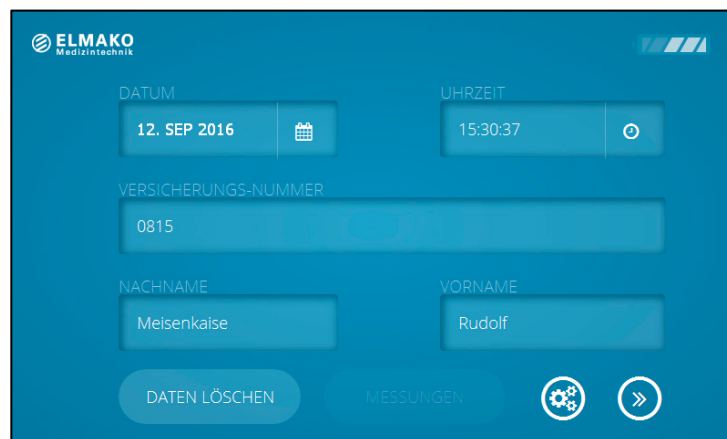 ELMAKO
Medizintechnik
DATUM UHRZEIT
12. SEP 2016 15:30:37
VERSICHERUNGS-NUMMER
0815
NACHNAME VORNAME
Meisenkaise Rudolf
DATEN LÖSCHEN MESSUNGEN